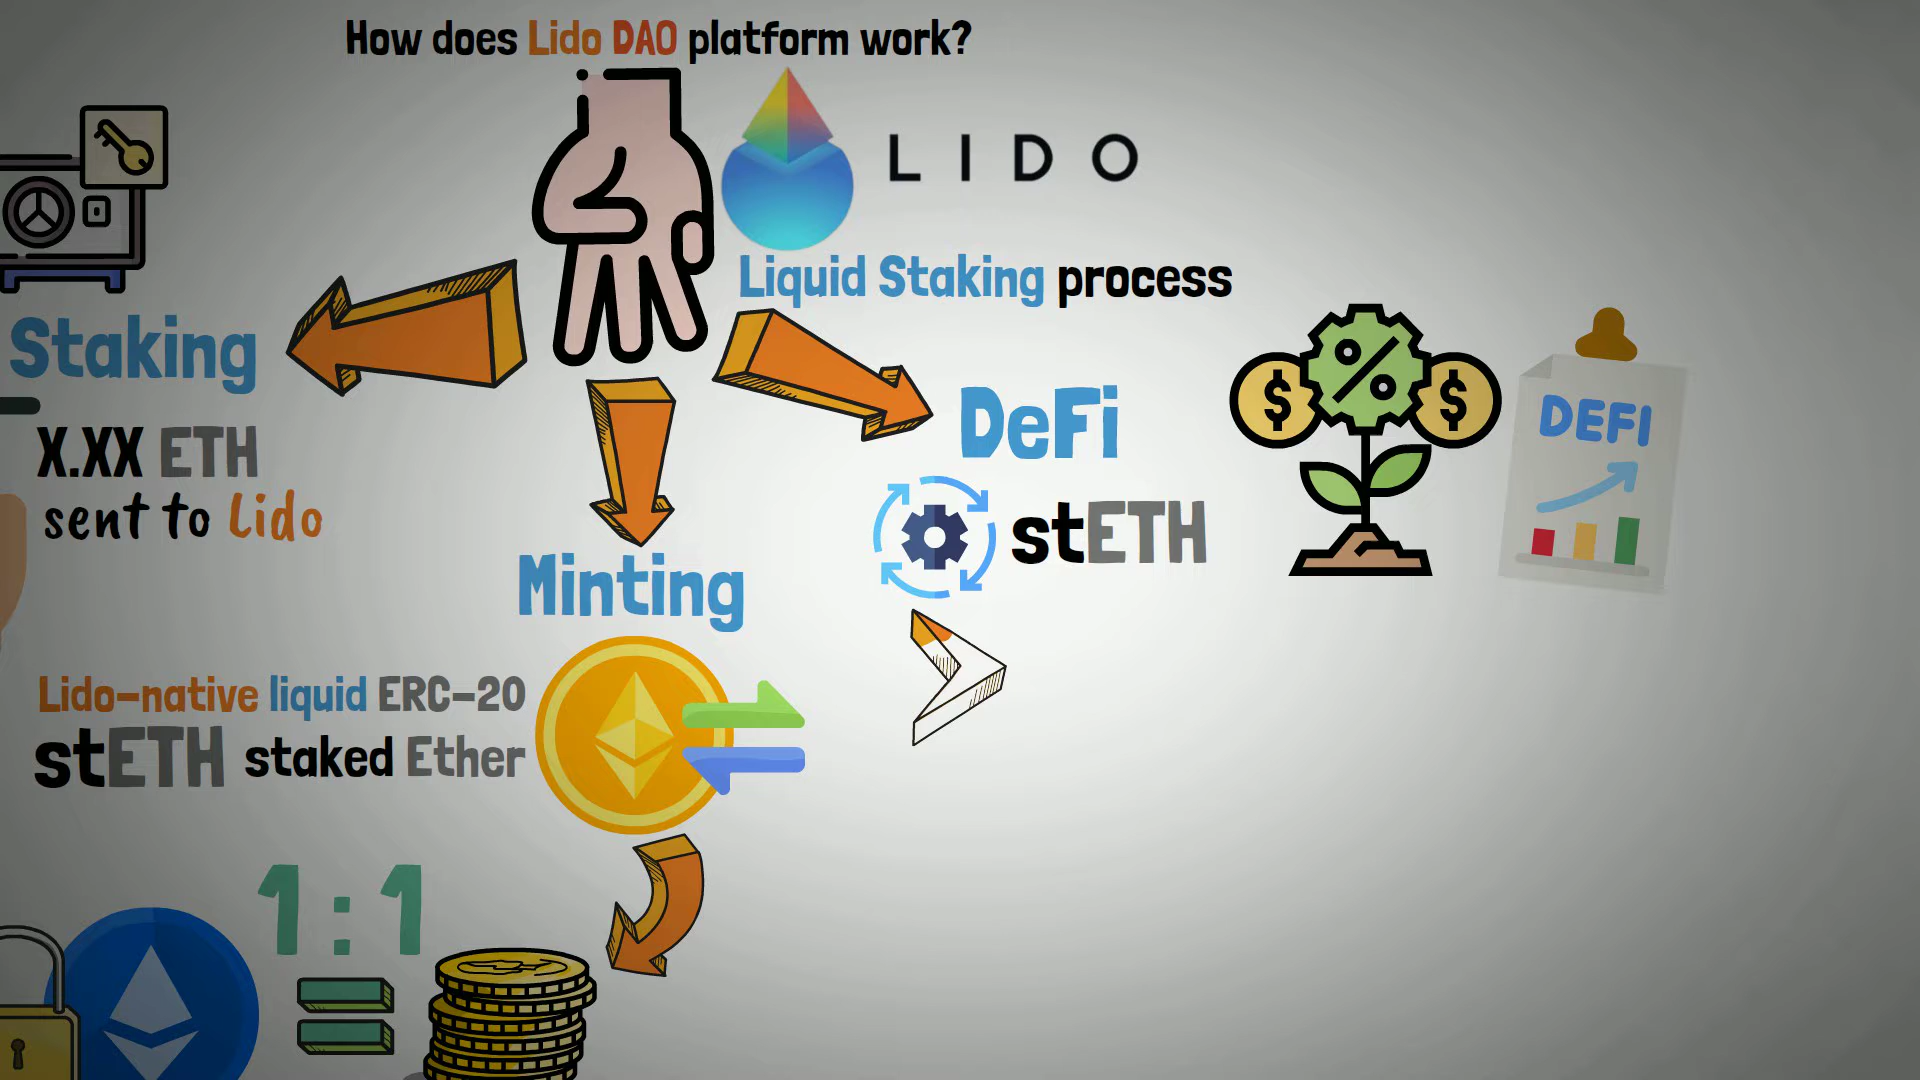 How does Lido DAO platform work?
LIDO
Liquid Staking process
Staking
X.XX ETH
sent to Lido
DeFi
stETH
DEFI
Minting
Lido-native liquid ERC-20
stETH staked Ether
1:1